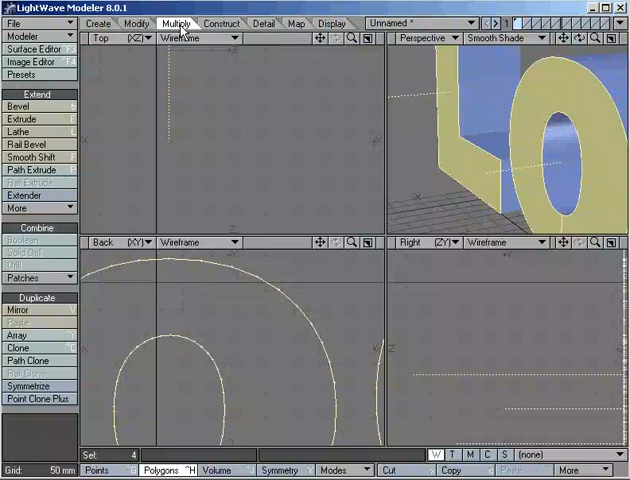 LightWave Modeler 8.0.1
File Create Modify Multiply Construct Detail Map Display Unnamed * < > 1
Modeler
Surface Editor F3
Image Editor ^F4
Presets
Top (XZ) Wireframe
Perspective Smooth Shade
Extend
Bevel b
Extrude E
Lathe L
Rail Bevel
Smooth Shift F
Path Extrude P
Rail Extrude
Extender
More
Combine
Boolean
Solid Drill
Drill
Patches
Back (XY) Wireframe
Right (ZY) Wireframe
Duplicate
Mirror V
Paste
Array ^Y
Clone ^C
Path Clone
Rail Clone
Symmetrize
Point Clone Plus
Sel: 4
W T M C S (none)
Grid: 50 mm Points ^G Polygons ^H Volume ^J Symmetry Y Modes Cut Copy Paste More